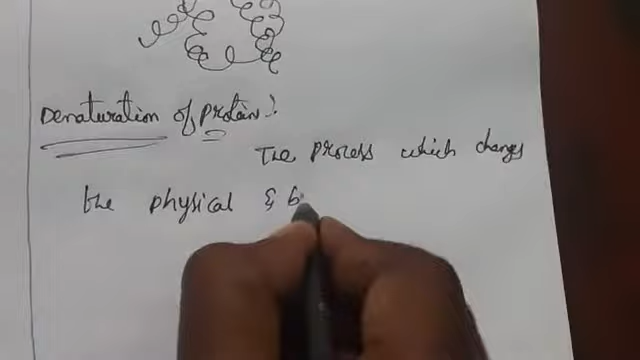 Denaturation of Protein :
The process which changes
the physical & b